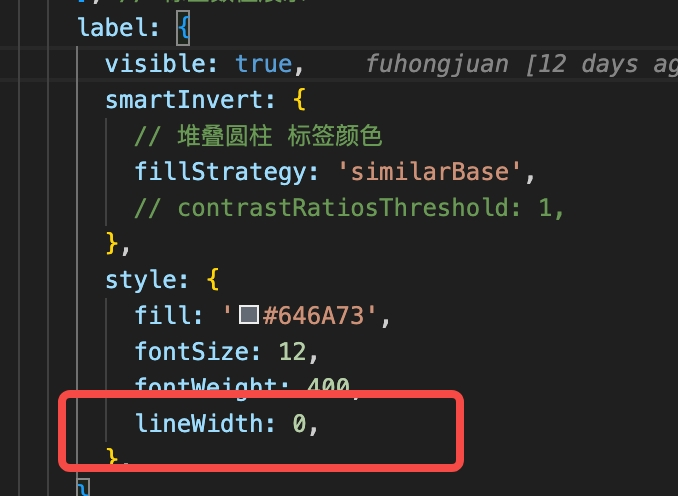 label: {
visible: true, fuhongjuan [12 days ag
smartInvert: {
// 堆叠圆柱 标签颜色
fillStrategy: 'similarBase',
// contrastRatiosThreshold: 1,
},
style: {
fill: '#646A73',
fontSize: 12,
fontWeight: 400,
lineWidth: 0,
},
}